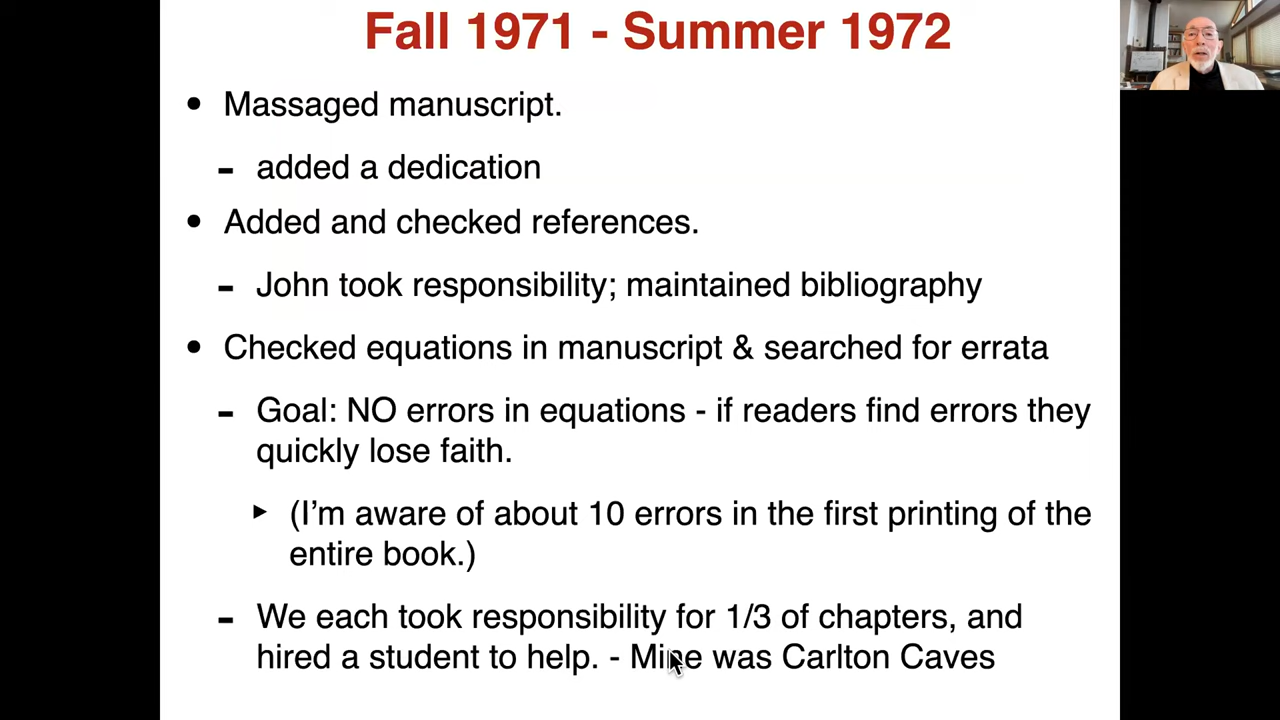 Fall 1971 - Summer 1972
• Massaged manuscript.
- added a dedication
• Added and checked references.
- John took responsibility; maintained bibliography
• Checked equations in manuscript & searched for errata
- Goal: NO errors in equations - if readers find errors they
quickly lose faith.
‣ (I’m aware of about 10 errors in the first printing of the
entire book.)
- We each took responsibility for 1/3 of chapters, and
hired a student to help. - Mine was Carlton Caves